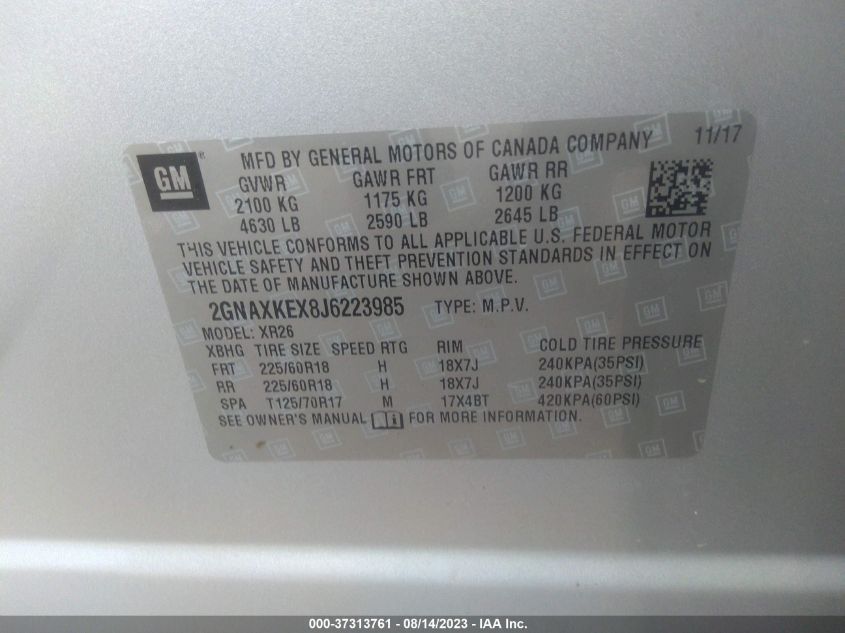 GM ® MFD BY GENERAL MOTORS OF CANADA COMPANY 11/17
GVWR GAWR FRT GAWR RR
2100 KG 1175 KG 1200 KG
4630 LB 2590 LB 2645 LB
THIS VEHICLE CONFORMS TO ALL APPLICABLE U.S. FEDERAL MOTOR
VEHICLE SAFETY AND THEFT PREVENTION STANDARDS IN EFFECT ON
THE DATE OF MANUFACTURE SHOWN ABOVE.
2GNAXKEX8J6223985 TYPE: M.P.V.
MODEL: XR26
XBHG TIRE SIZE SPEED RTG RIM COLD TIRE PRESSURE
FRT 225/60R18 H 18X7J 240KPA(35PSI)
RR 225/60R18 H 18X7J 240KPA(35PSI)
SPA T125/70R17 M 17X4BT 420KPA(60PSI)
SEE OWNER'S MANUAL FOR MORE INFORMATION.
000-37313761 - 08/14/2023 - IAA Inc.